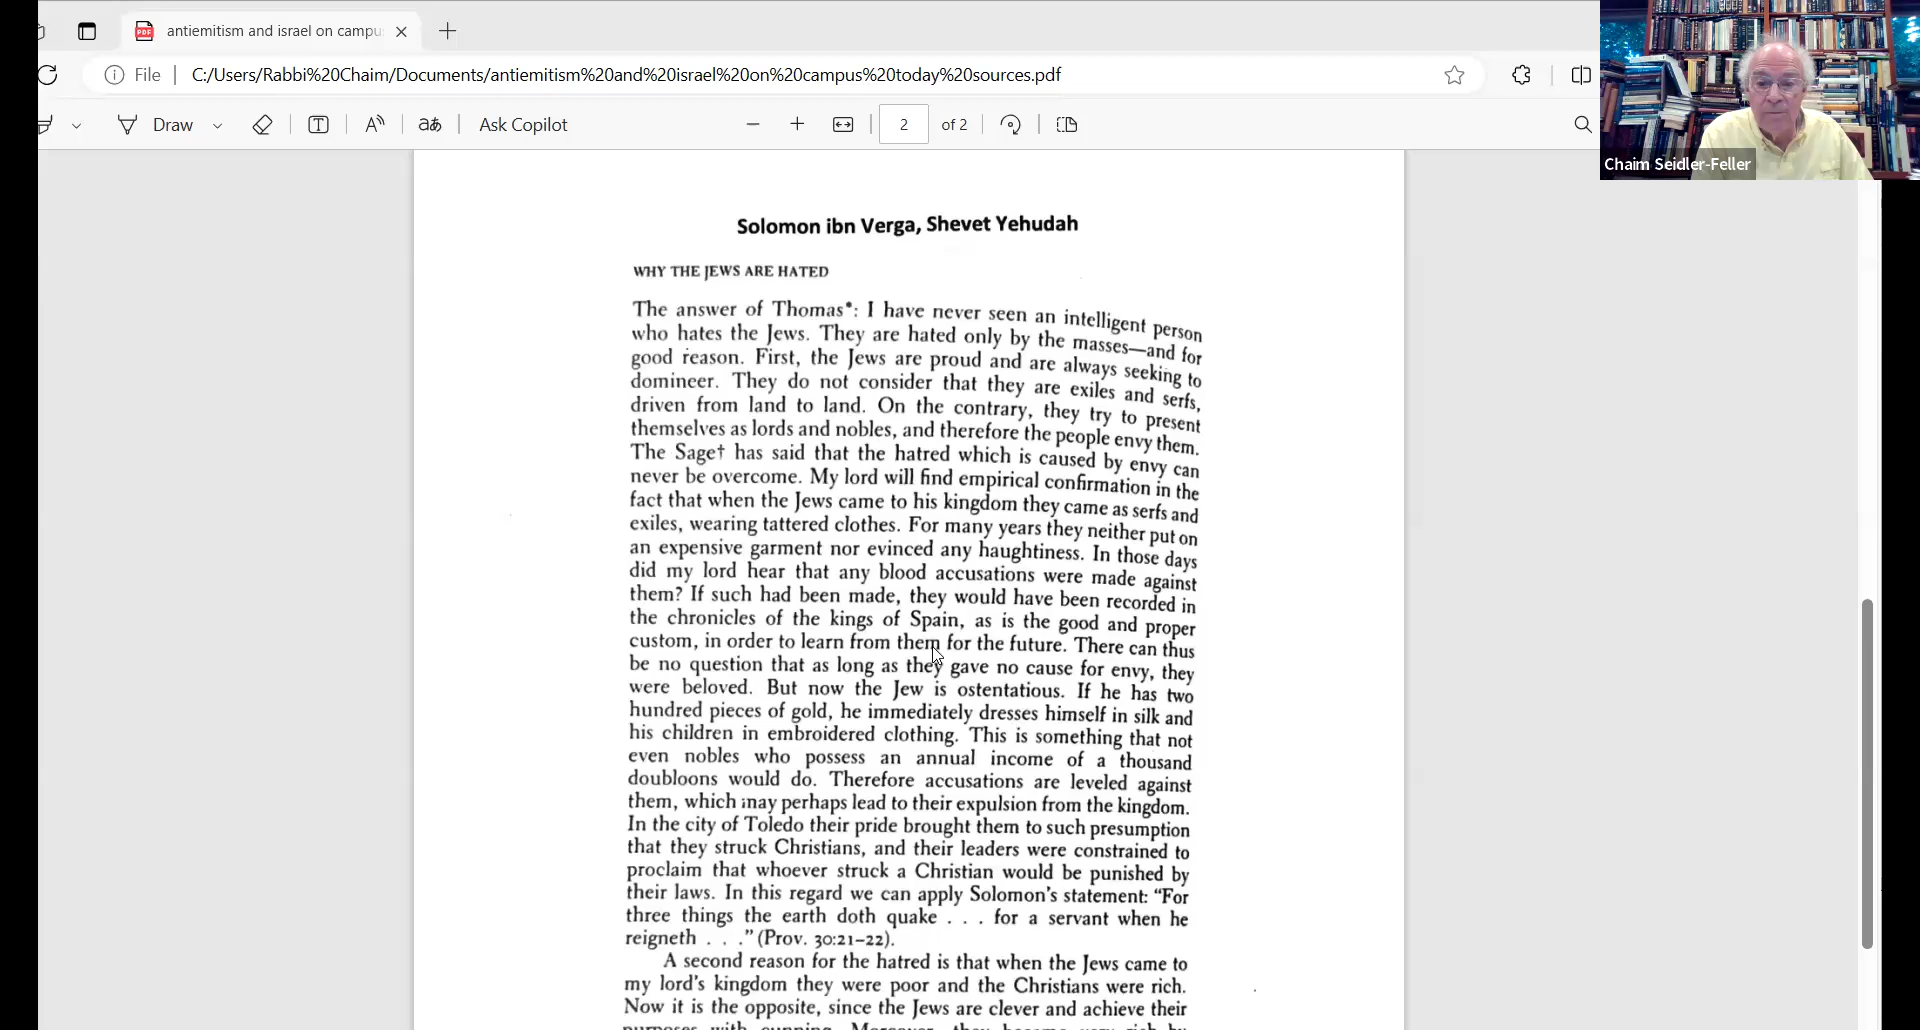 antiemitism and israel on campu
File
C:/Users/Rabbi%20Chaim/Documents/antiemitism%20and%20israel%20on%20campus%20today%20sources.pdf
Draw
aあ
Ask Copilot
2
of 2
Chaim Seidler-Feller
Solomon ibn Verga, Shevet Yehudah
WHY THE JEWS ARE HATED
The answer of Thomas*: I have never seen an intelligent person
who hates the Jews. They are hated only by the masses—and for
good reason. First, the Jews are proud and are always seeking to
domineer. They do not consider that they are exiles and serfs,
driven from land to land. On the contrary, they try to present
themselves as lords and nobles, and therefore the people envy them.
The Sage† has said that the hatred which is caused by envy can
never be overcome. My lord will find empirical confirmation in the
fact that when the Jews came to his kingdom they came as serfs and
exiles, wearing tattered clothes. For many years they neither put on
an expensive garment nor evinced any haughtiness. In those days
did my lord hear that any blood accusations were made against
them? If such had been made, they would have been recorded in
the chronicles of the kings of Spain, as is the good and proper
custom, in order to learn from them for the future. There can thus
be no question that as long as they gave no cause for envy, they
were beloved. But now the Jew is ostentatious. If he has two
hundred pieces of gold, he immediately dresses himself in silk and
his children in embroidered clothing. This is something that not
even nobles who possess an annual income of a thousand
doubloons would do. Therefore accusations are leveled against
them, which may perhaps lead to their expulsion from the kingdom.
In the city of Toledo their pride brought them to such presumption
that they struck Christians, and their leaders were constrained to
proclaim that whoever struck a Christian would be punished by
their laws. In this regard we can apply Solomon's statement: "For
three things the earth doth quake . . . for a servant when he
reigneth . . ." (Prov. 30:21–22).
A second reason for the hatred is that when the Jews came to
my lord's kingdom they were poor and the Christians were rich.
Now it is the opposite, since the Jews are clever and achieve their